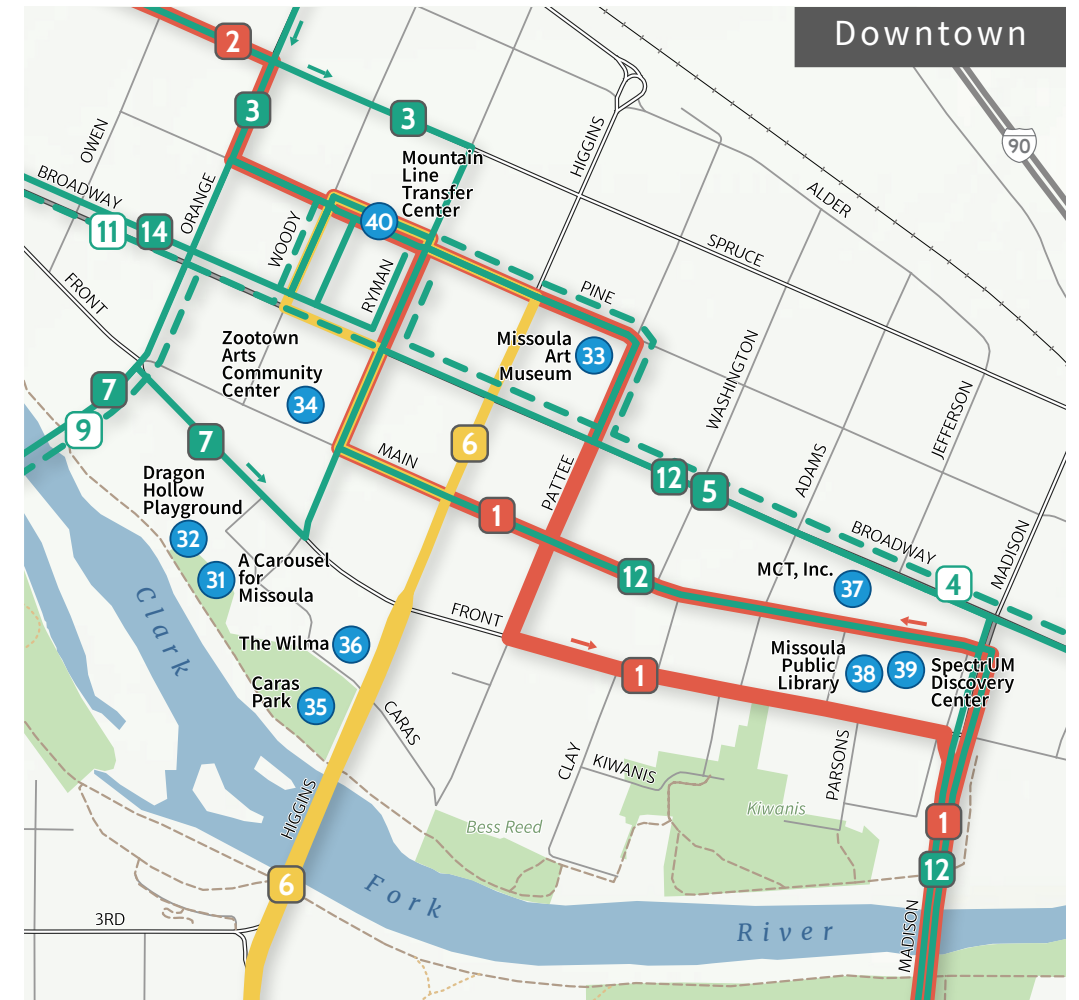 Downtown
2
3
3
90
OWEN
HIGGINS
Mountain
Line
Transfer
Center
ALDER
BROADWAY
ORANGE
40
11
14
WOODY
SPRUCE
RYMAN
PINE
FRONT
Zootown
Arts
Community
Center
34
Missoula
Art
Museum
33
WASHINGTON
7
9
7
MAIN
6
JEFFERSON
PATTEE
ADAMS
12
5
Dragon
Hollow
Playground
32
1
BROADWAY
MADISON
31
A Carousel
for
Missoula
12
MCT, Inc.
37
4
Clark
FRONT
The Wilma
36
1
Missoula
Public
Library
38
39
SpectrUM
Discovery
Center
Caras
Park
35
CARAS
CLAY
KIWANIS
PARSONS
HIGGINS
Bess Reed
Kiwanis
1
12
6
Fork
River
3RD
MADISON